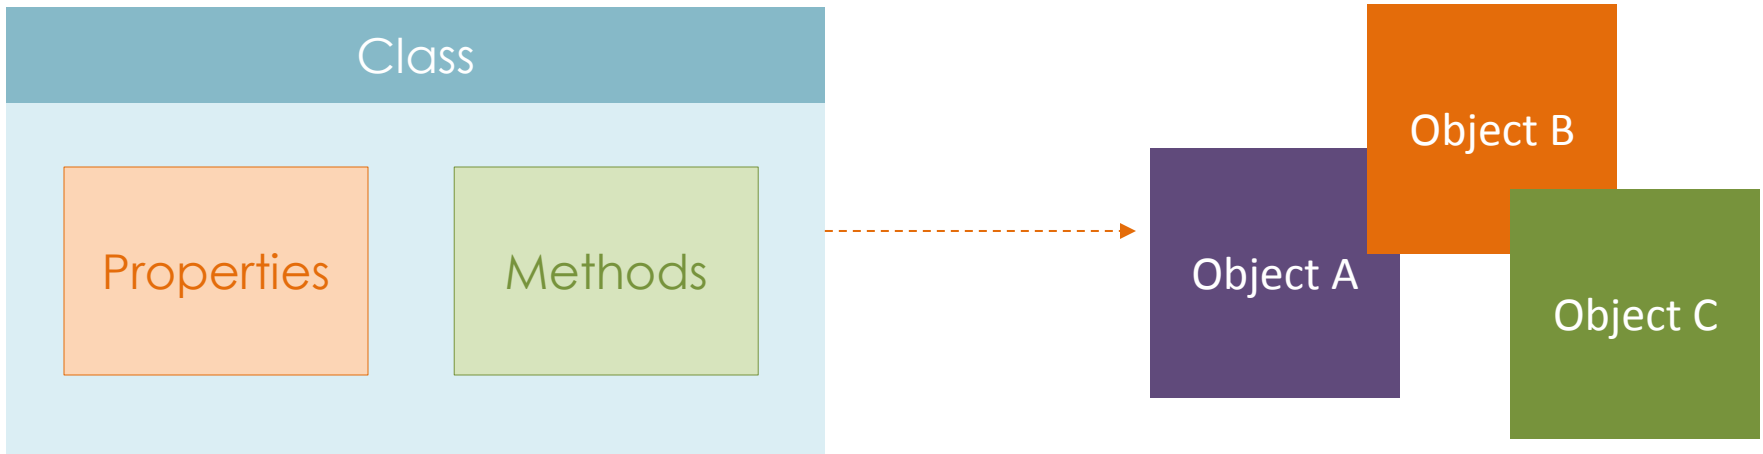 Class
Properties
Methods
Object A
Object B
Object C